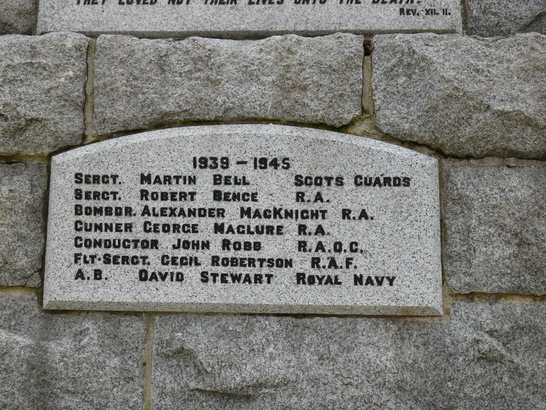 THEY LOVED NOT THEIR LIVES UNTO THE DEATH.
REV. XII. 11.
1939 - 1945
SERGT. MARTIN BELL SCOTS GUARDS
SERGT. ROBERT BENCE R.A.
BOMBDR. ALEXANDER MACKNIGHT R.A.
GUNNER GEORGE MACLURE R.A.
CONDUCTOR JOHN ROBB R.A.O.C.
FLT-SERGT. CECIL ROBERTSON R.A.F.
A.B. DAVID STEWART ROYAL NAVY